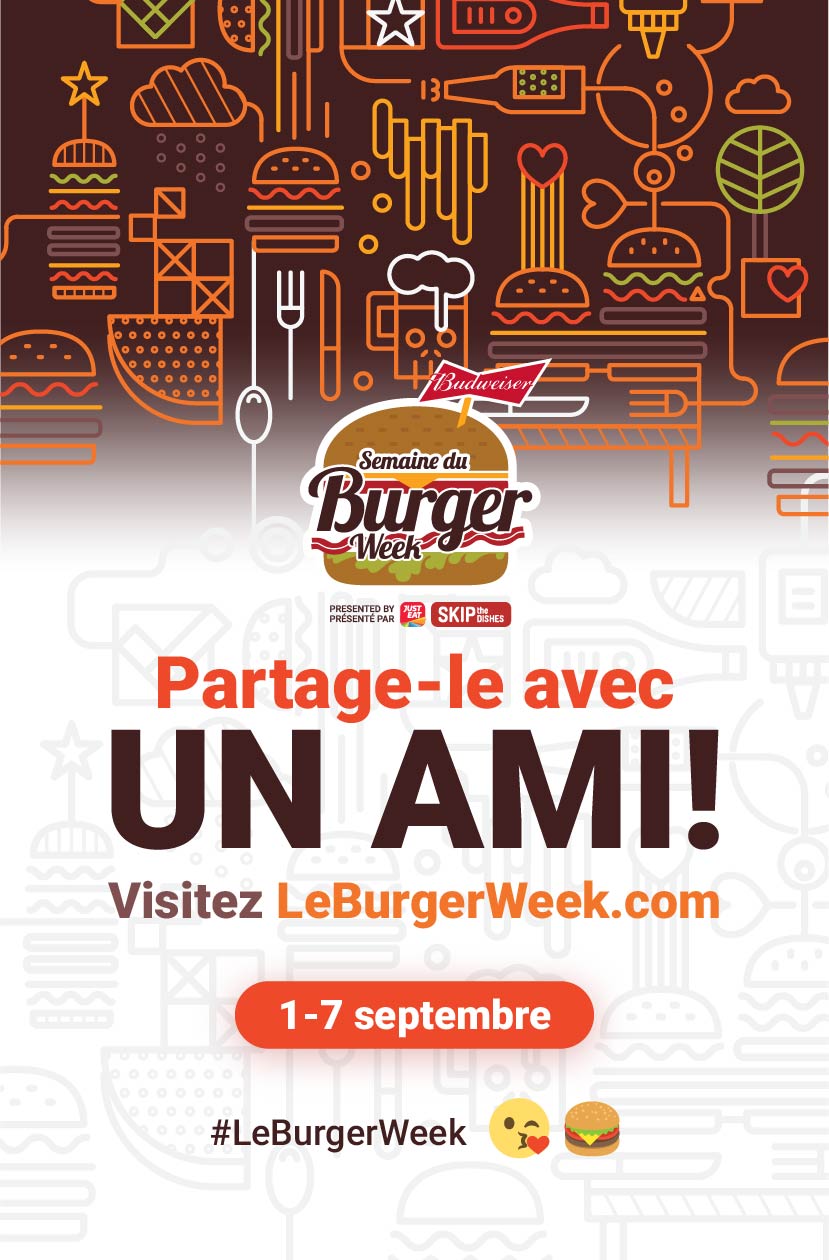 Budweiser
Semaine du
Burger
Week
PRESENTED BY
PRÉSENTÉ PAR
JUST
EAT
SKIP the
DISHES
Partage-le avec
UN AMI!
Visitez LeBurgerWeek.com
1-7 septembre
#LeBurgerWeek